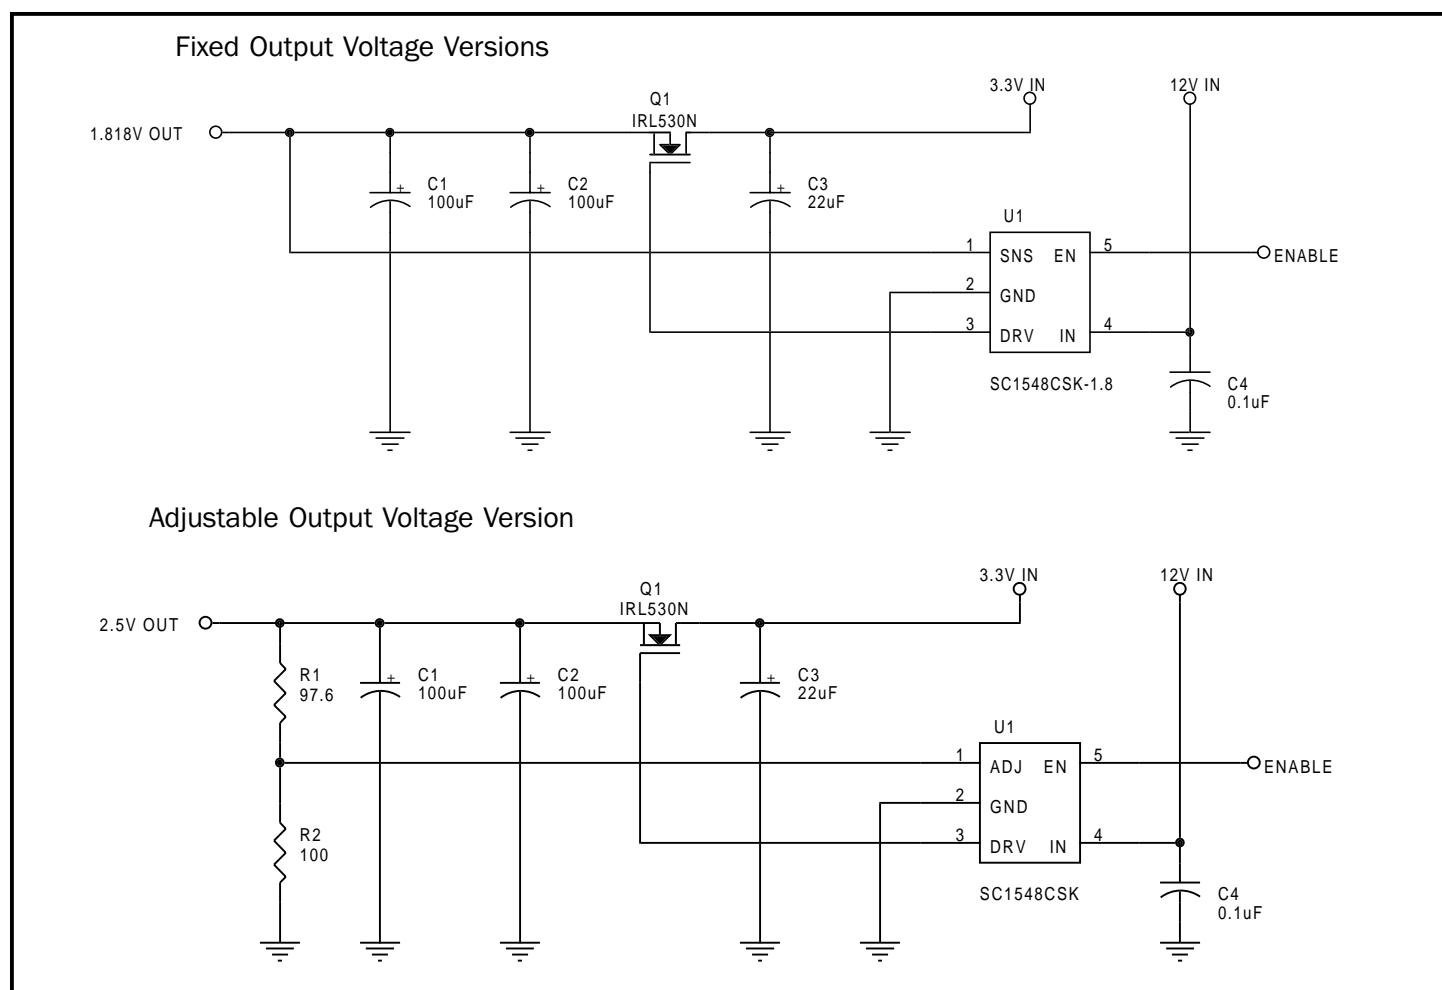 Fixed Output Voltage Versions
3.3V IN
12V IN
Q1
IRL530N
1.818V OUT
+
C1
100uF
+
C2
100uF
+
C3
22uF
U1
1
SNS
EN
5
ENABLE
2
GND
3
DRV
IN
4
SC1548CSK-1.8
C4
0.1uF
Adjustable Output Voltage Version
3.3V IN
12V IN
Q1
IRL530N
2.5V OUT
R1
97.6
+
C1
100uF
+
C2
100uF
+
C3
22uF
U1
1
ADJ
EN
5
ENABLE
2
GND
3
DRV
IN
4
R2
100
SC1548CSK
C4
0.1uF